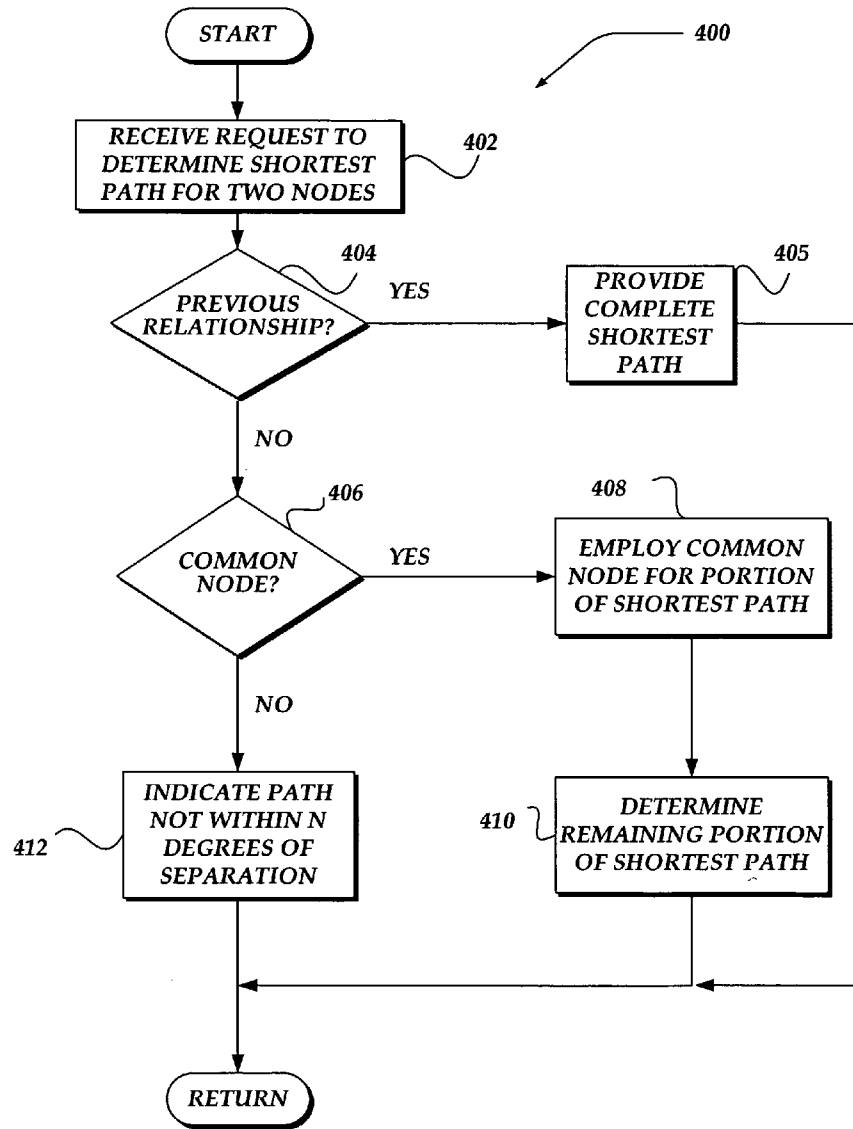 START
400
RECEIVE REQUEST TO
DETERMINE SHORTEST
PATH FOR TWO NODES
402
404
PREVIOUS
RELATIONSHIP?
YES
405
PROVIDE
COMPLETE
SHORTEST
PATH
NO
406
COMMON
NODE?
YES
408
EMPLOY COMMON
NODE FOR PORTION
OF SHORTEST PATH
NO
412
INDICATE PATH
NOT WITHIN N
DEGREES OF
SEPARATION
410
DETERMINE
REMAINING PORTION
OF SHORTEST PATH
RETURN